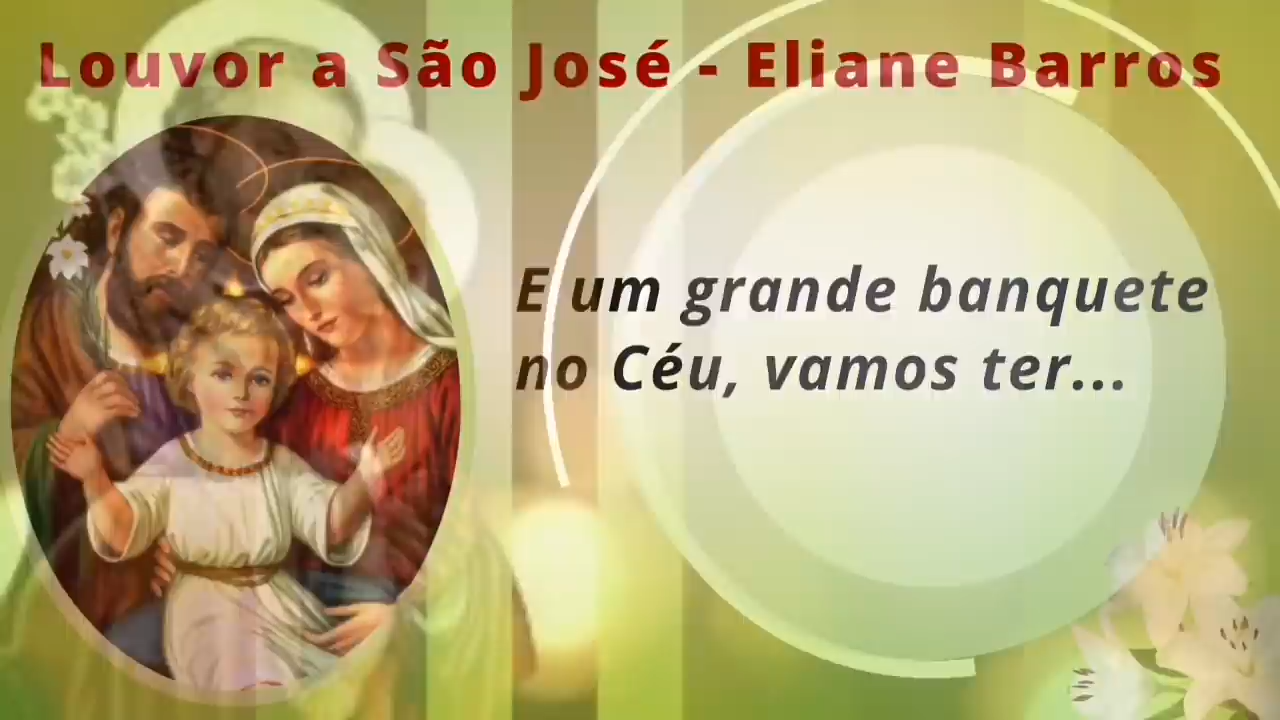 Louvor a São José - Eliane Barros
E um grande banquete
no Céu, vamos ter...